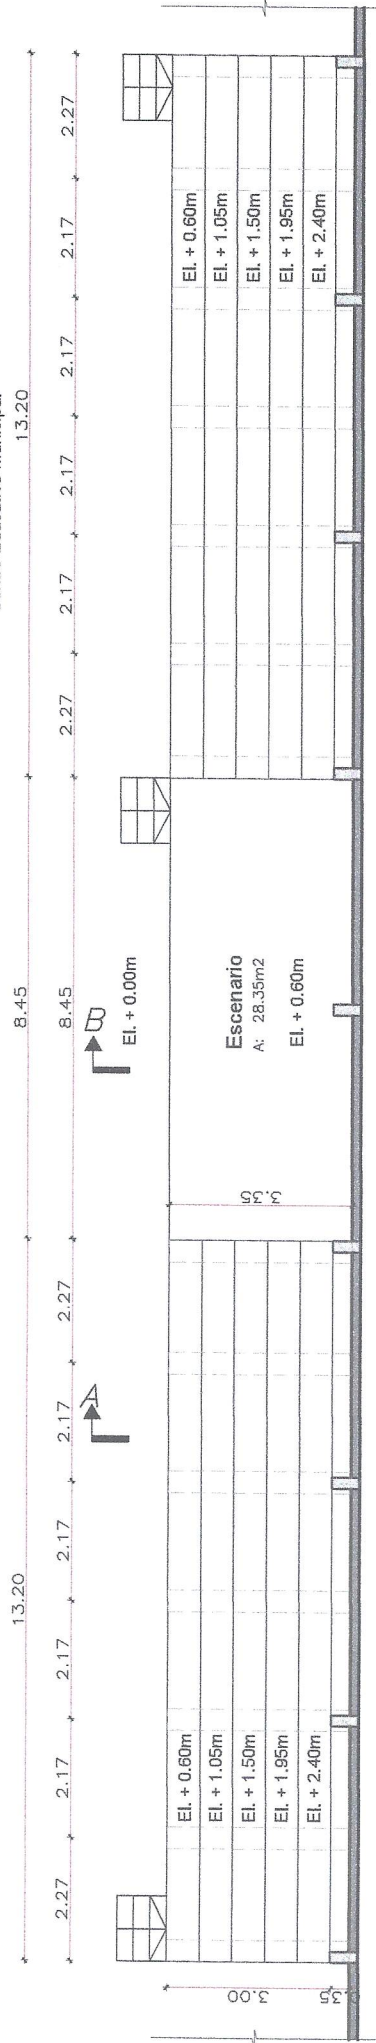 13.20
8.45
13.20
2.27
2.17
2.17
2.17
2.17
2.27
8.45
2.27
2.17
2.17
2.17
2.17
2.27
A
B
El. + 0.00m
El. + 0.60m
El. + 1.05m
El. + 1.50m
El. + 1.95m
El. + 2.40m
3.35
Escenario
A: 28.35m2
El. + 0.60m
El. + 0.60m
El. + 1.05m
El. + 1.50m
El. + 1.95m
El. + 2.40m
3.00
.35